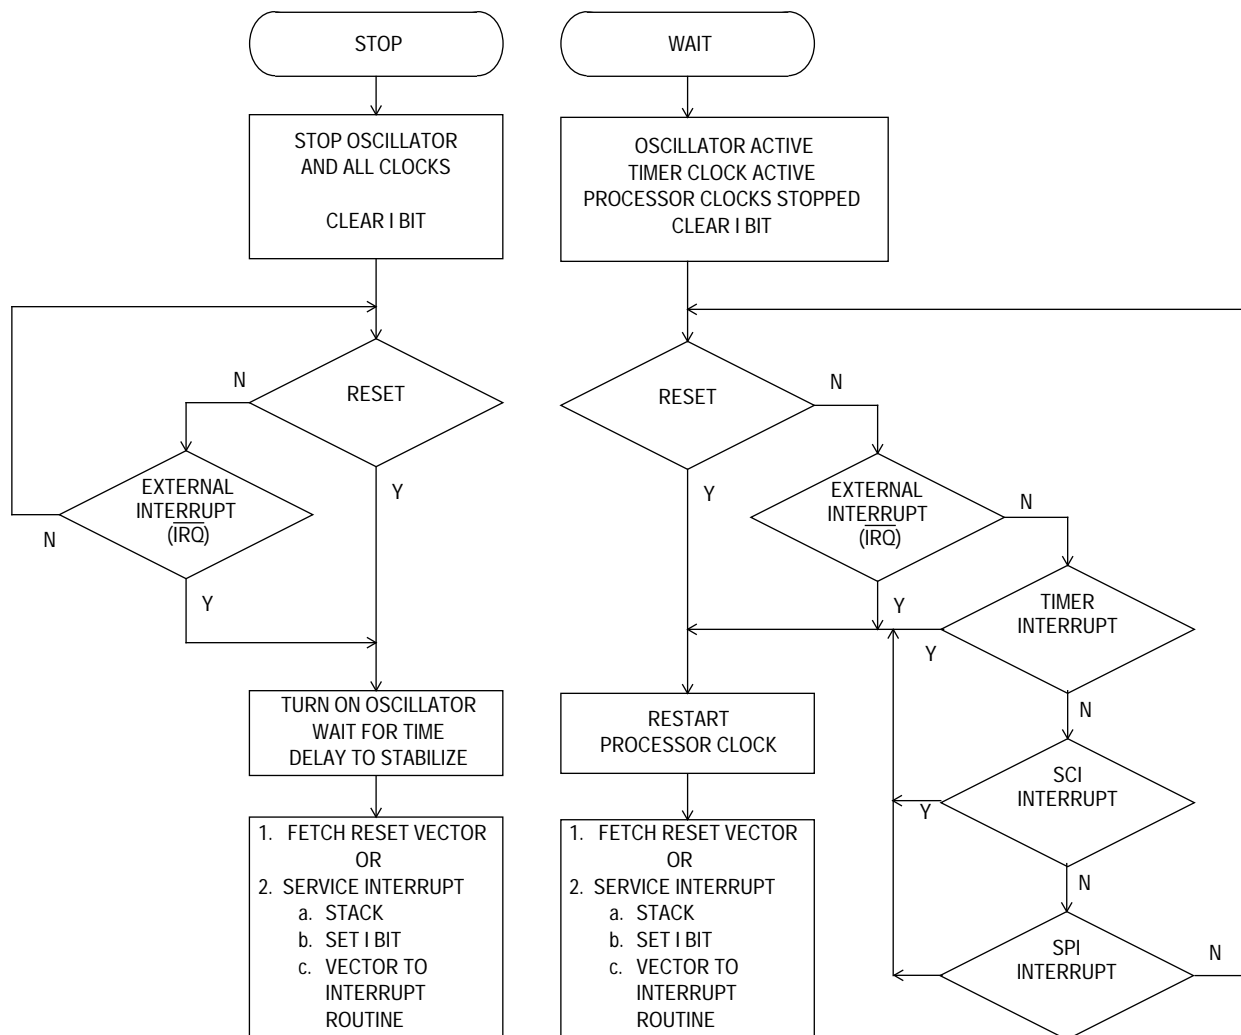 STOP
STOP OSCILLATOR
AND ALL CLOCKS
CLEAR I BIT
RESET
N
Y
EXTERNAL
INTERRUPT
(IRQ)
N
Y
TURN ON OSCILLATOR
WAIT FOR TIME
DELAY TO STABILIZE
1. FETCH RESET VECTOR
OR
2. SERVICE INTERRUPT
a. STACK
b. SET I BIT
c. VECTOR TO
INTERRUPT
ROUTINE
WAIT
OSCILLATOR ACTIVE
TIMER CLOCK ACTIVE
PROCESSOR CLOCKS STOPPED
CLEAR I BIT
RESET
N
Y
EXTERNAL
INTERRUPT
(IRQ)
N
Y
TIMER
INTERRUPT
Y
N
SCI
INTERRUPT
Y
N
SPI
INTERRUPT
N
RESTART
PROCESSOR CLOCK
1. FETCH RESET VECTOR
OR
2. SERVICE INTERRUPT
a. STACK
b. SET I BIT
c. VECTOR TO
INTERRUPT
ROUTINE